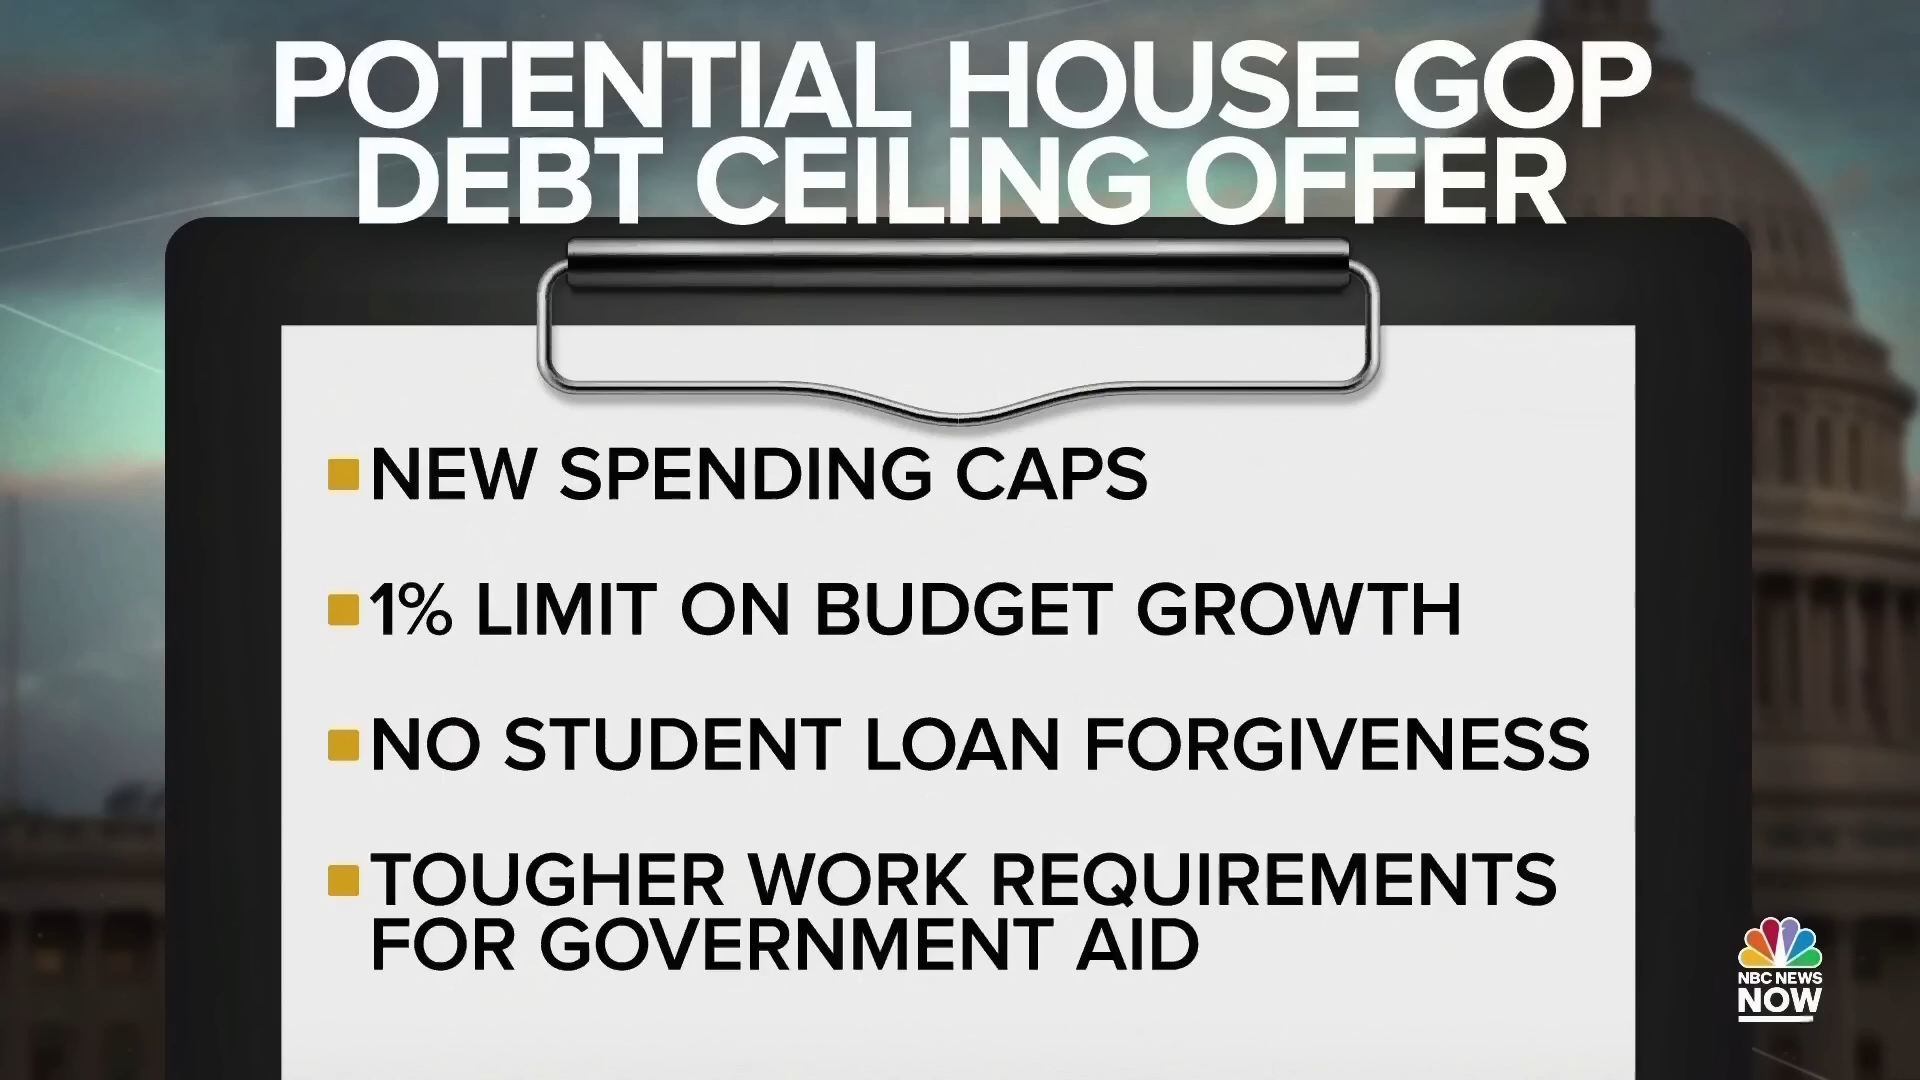 POTENTIAL HOUSE GOP
DEBT CEILING OFFER
NEW SPENDING CAPS
1% LIMIT ON BUDGET GROWTH
NO STUDENT LOAN FORGIVENESS
TOUGHER WORK REQUIREMENTS
FOR GOVERNMENT AID
NBC NEWS
NOW